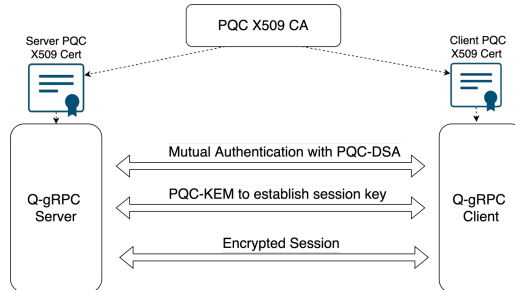 PQC X509 CA
Server PQC
X509 Cert
Client PQC
X509 Cert
Mutual Authentication with PQC-DSA
Q-gRPC
Server
PQC-KEM to establish session key
Q-gRPC
Client
Encrypted Session